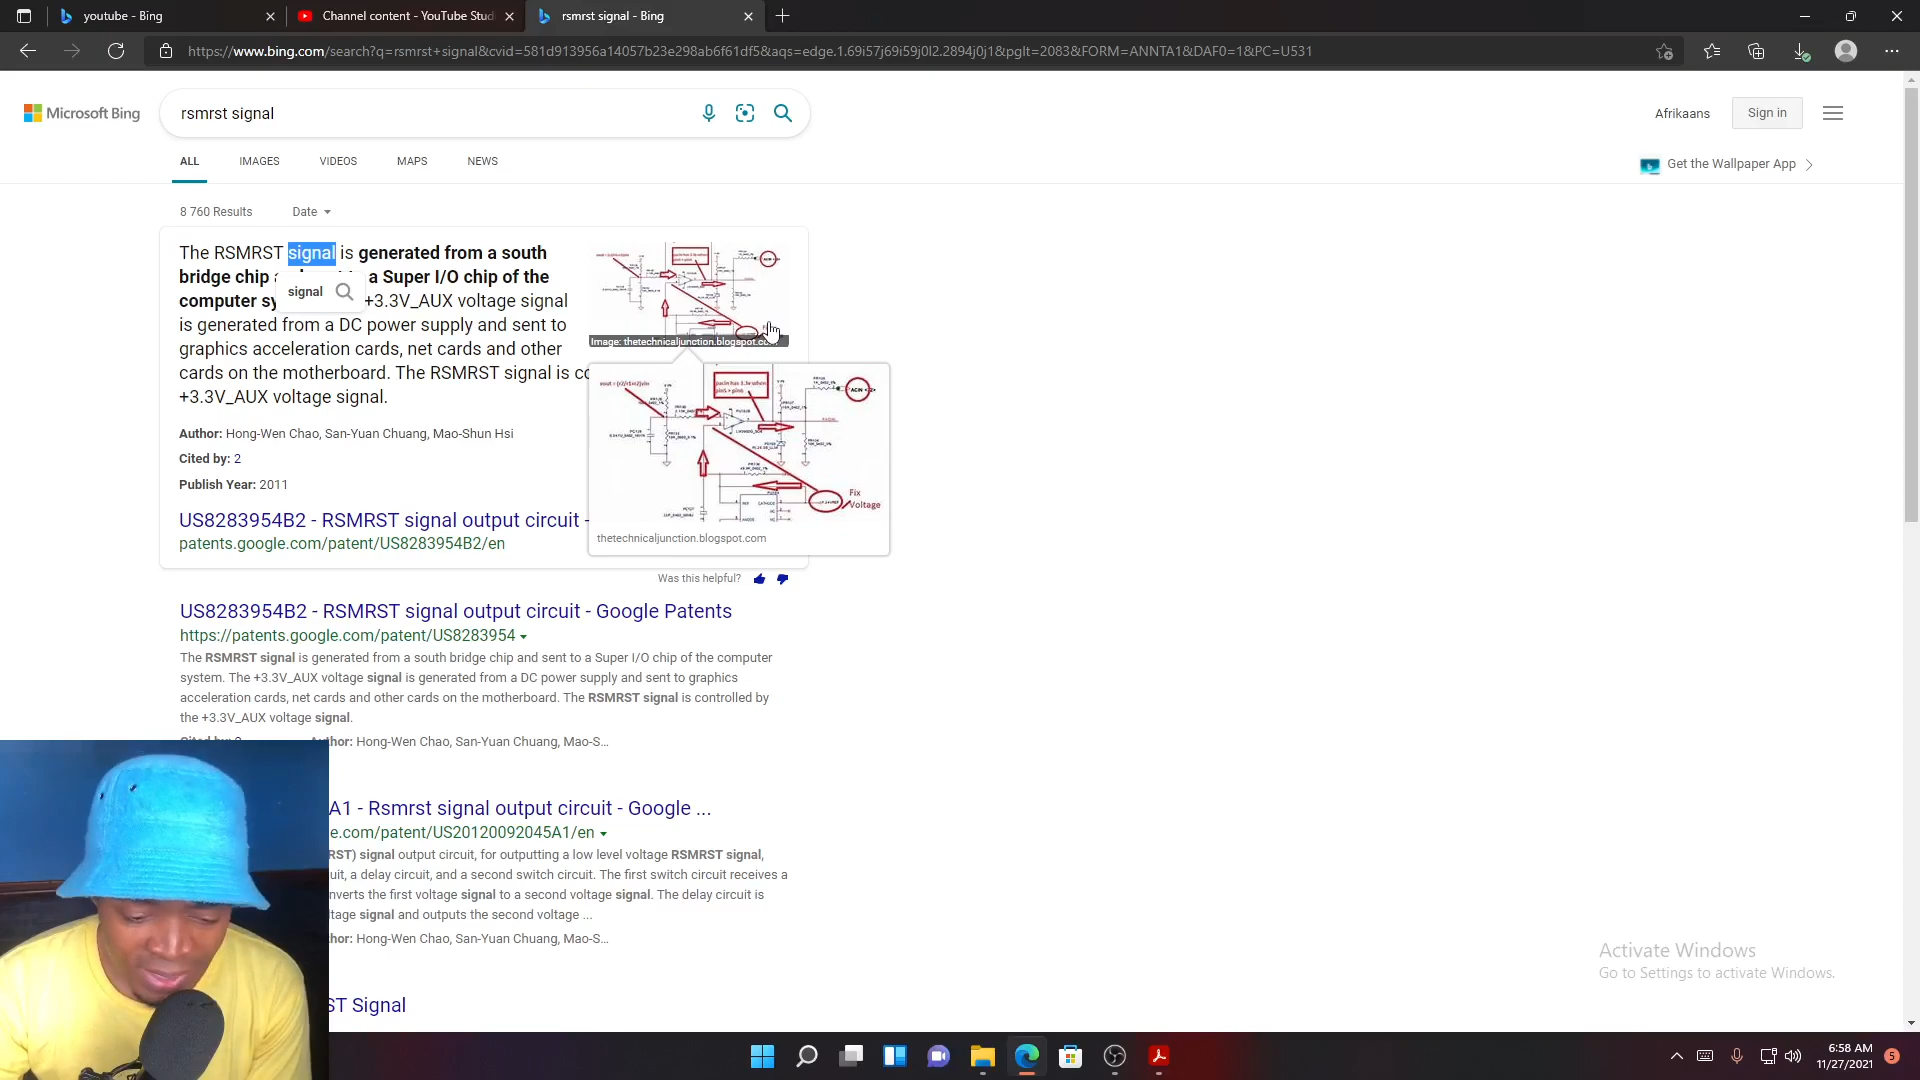 youtube - Bing
Channel content - YouTube Stud
rsmrst signal - Bing
https://www.bing.com/search?q=rsmrst+signal&cvid=581d913956a14057b23e298ab6f61df5&aqs=edge.1.69i57j69i59j0l2.2894j0j1&pglt=2083&FORM=ANNTA1&DAF0=1&PC=U531
Microsoft Bing
rsmrst signal
Afrikaans
Sign in
ALL
IMAGES
VIDEOS
MAPS
NEWS
Get the Wallpaper App
8 760 Results
Date
The RSMRST signal is generated from a south
bridge chip a Super I/O chip of the
computer sy +3.3V_AUX voltage signal
signal
is generated from a DC power supply and sent to
graphics acceleration cards, net cards and other
cards on the motherboard. The RSMRST signal is co
+3.3V_AUX voltage signal.
Image: thetechnicaljunction.blogspot.co
ACIN
Fix
Voltage
thetechnicaljunction.blogspot.com
Author: Hong-Wen Chao, San-Yuan Chuang, Mao-Shun Hsi
Cited by: 2
Publish Year: 2011
US8283954B2 - RSMRST signal output circuit -
patents.google.com/patent/US8283954B2/en
Was this helpful?
US8283954B2 - RSMRST signal output circuit - Google Patents
https://patents.google.com/patent/US8283954
The RSMRST signal is generated from a south bridge chip and sent to a Super I/O chip of the computer
system. The +3.3V_AUX voltage signal is generated from a DC power supply and sent to graphics
acceleration cards, net cards and other cards on the motherboard. The RSMRST signal is controlled by
the +3.3V_AUX voltage signal.
hor: Hong-Wen Chao, San-Yuan Chuang, Mao-S...
A1 - Rsmrst signal output circuit - Google ...
e.com/patent/US20120092045A1/en
RST) signal output circuit, for outputting a low level voltage RSMRST signal,
uit, a delay circuit, and a second switch circuit. The first switch circuit receives a
nverts the first voltage signal to a second voltage signal. The delay circuit is
ltage signal and outputs the second voltage ...
hor: Hong-Wen Chao, San-Yuan Chuang, Mao-S...
ST Signal
Activate Windows
Go to Settings to activate Windows.
6:58 AM
11/27/2021
5